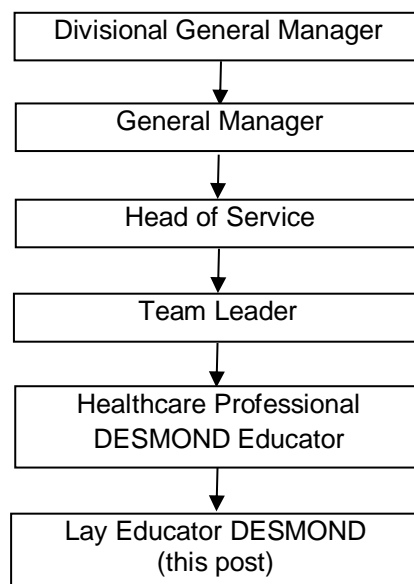 Divisional General Manager
General Manager
Head of Service
Team Leader
Healthcare Professional
DESMOND Educator
Lay Educator DESMOND
(this post)